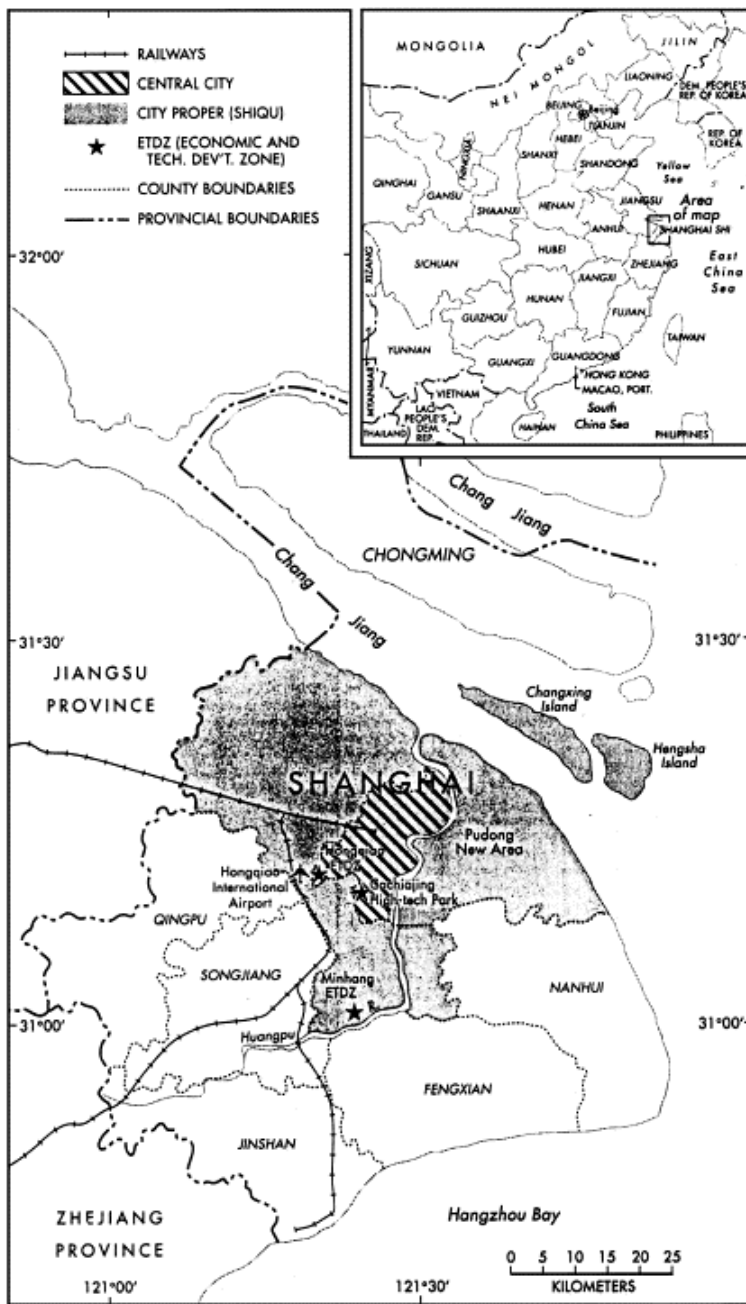 RAILWAYS
CENTRAL CITY
CITY PROPER (SHIQU)
ETDZ (ECONOMIC AND
TECH. DEV'T. ZONE)
COUNTY BOUNDARIES
PROVINCIAL BOUNDARIES
MONGOLIA
NEI MONGOL
JILIN
LIAONING
DEM. PEOPLE'S
REP. OF KOREA
REP. OF
KOREA
BEIJING
Beijing
TIANJIN
HEBEI
SHANXI
SHANDONG
NINGXIA
QINGHAI
GANSU
SHAANXI
HENAN
JIANGSU
Yellow
Sea
Area
of map
SHANGHAI SHI
ANHUI
HUBEI
SICHUAN
XIZANG
ZHEJIANG
East
China
Sea
JIANGXI
HUNAN
GUIZHOU
FUJIAN
YUNNAN
GUANGXI
GUANGDONG
TAIWAN
HONG KONG
MACAO, PORT.
MYANMAR
VIETNAM
LAO
PEOPLE'S
DEM.
REP.
THAILAND
HAINAN
South
China Sea
PHILIPPINES
32°00'
Chang Jiang
CHONGMING
Chang
Jiang
31°30'
31°30'
JIANGSU
PROVINCE
Changxing
Island
Hengsha
Island
SHANGHAI
Pudong
New Area
Hongqiao
ETDZ
Hongqiao
International
Airport
High-tech Park
QINGPU
SONGJIANG
Minhang
ETDZ
NANHUI
31°00'
31°00'
Huangpu
FENGXIAN
JINSHAN
ZHEJIANG
PROVINCE
Hangzhou Bay
0 5 10 15 20 25
KILOMETERS
121°00'
121°30'